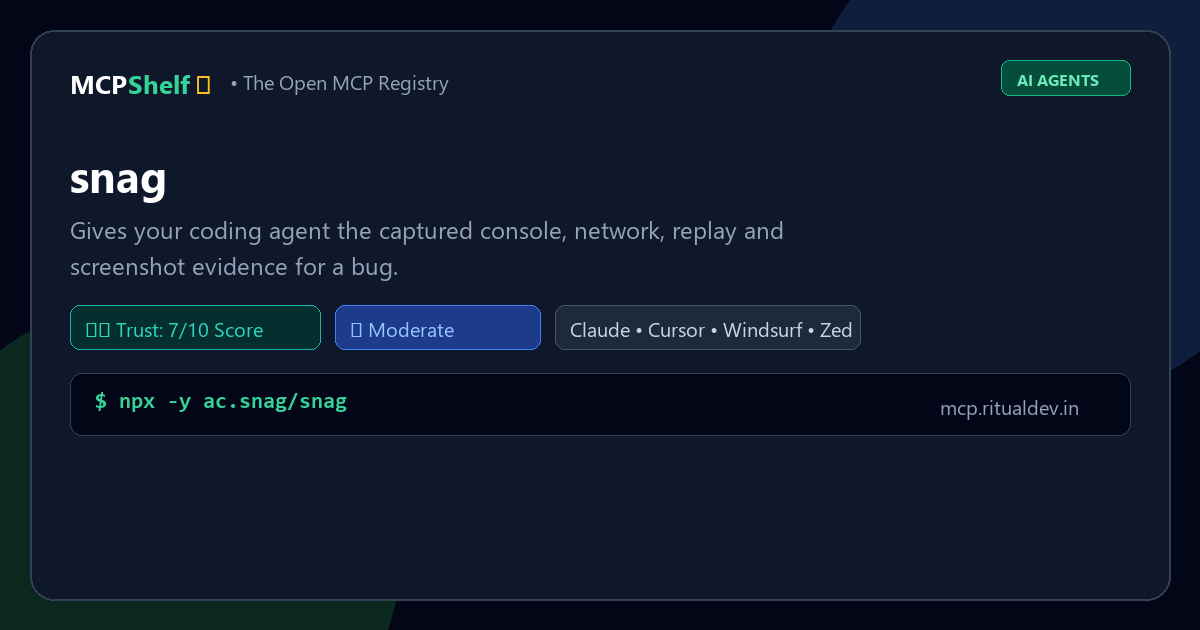 MCPShelf • The Open MCP Registry
AI AGENTS
snag
Gives your coding agent the captured console, network, replay and
screenshot evidence for a bug.
Trust: 7/10 Score
Moderate
Claude • Cursor • Windsurf • Zed
$ npx -y ac.snag/snag
mcp.ritualdev.in